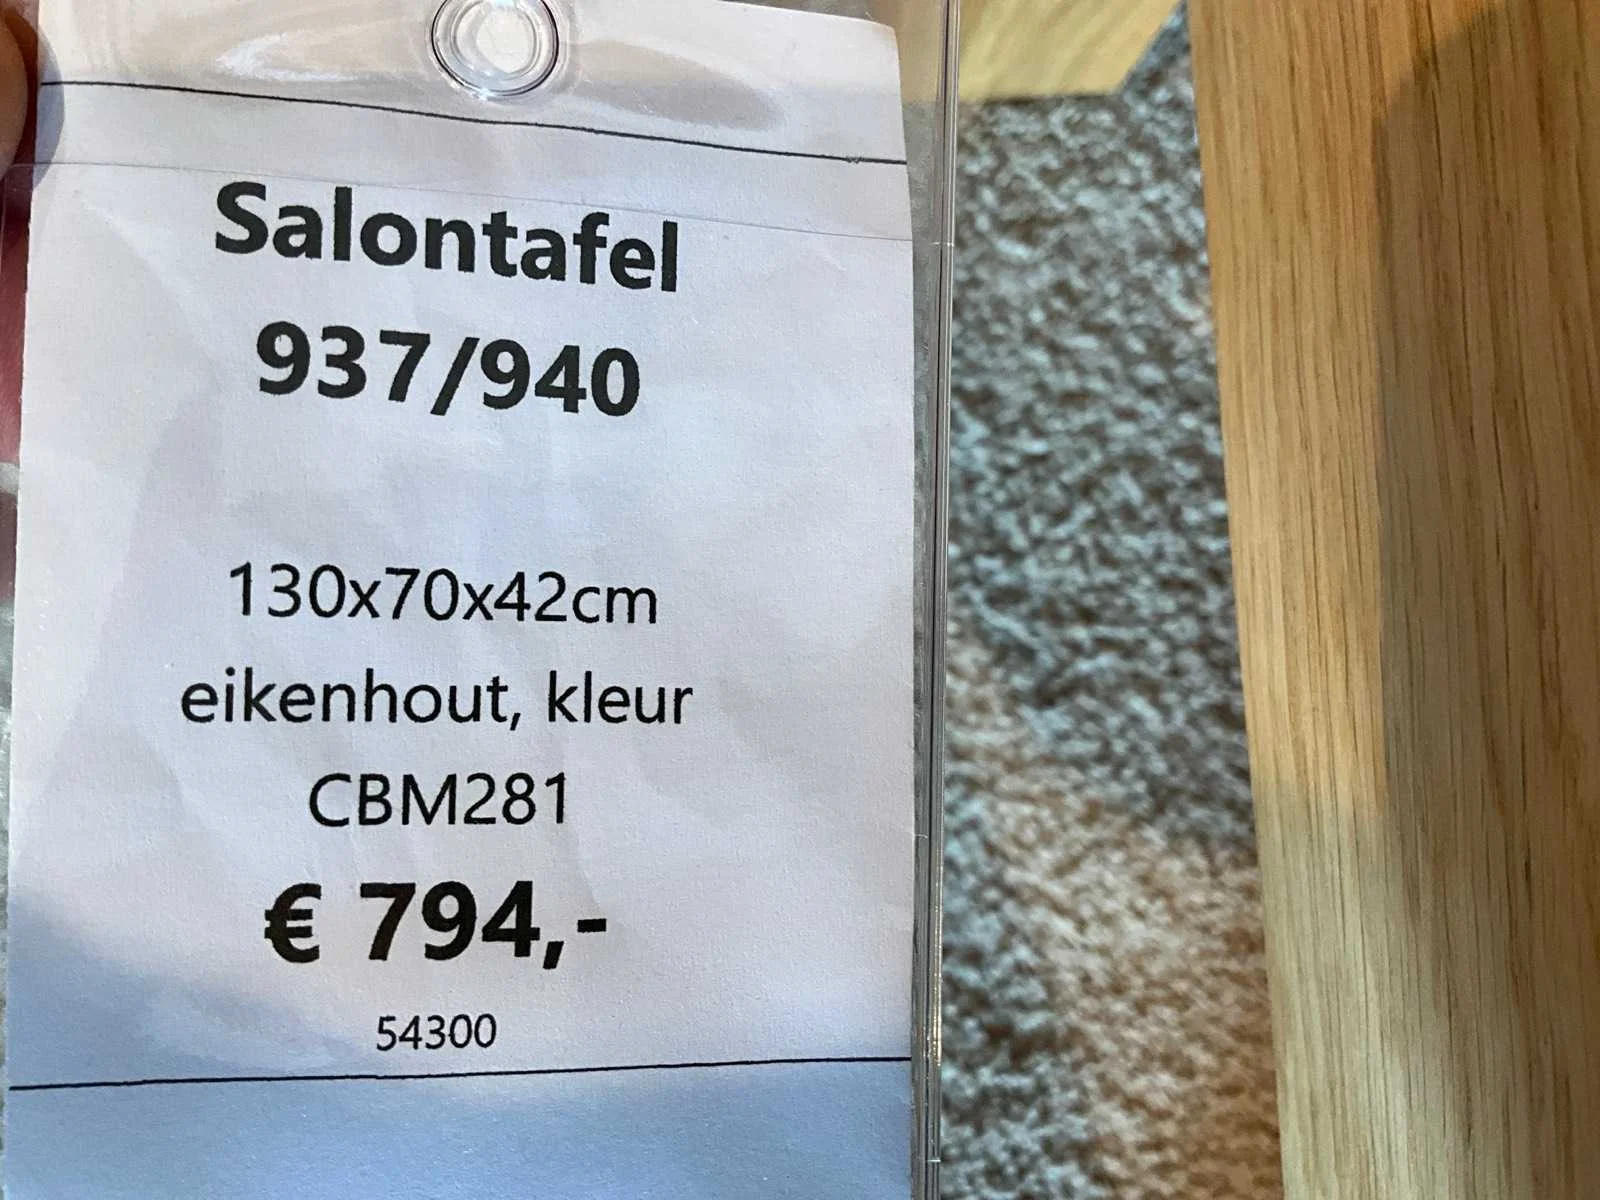 Salontafel
937/940
130x70x42cm
eikenhout, kleur
CBM281
€ 794,-
54300